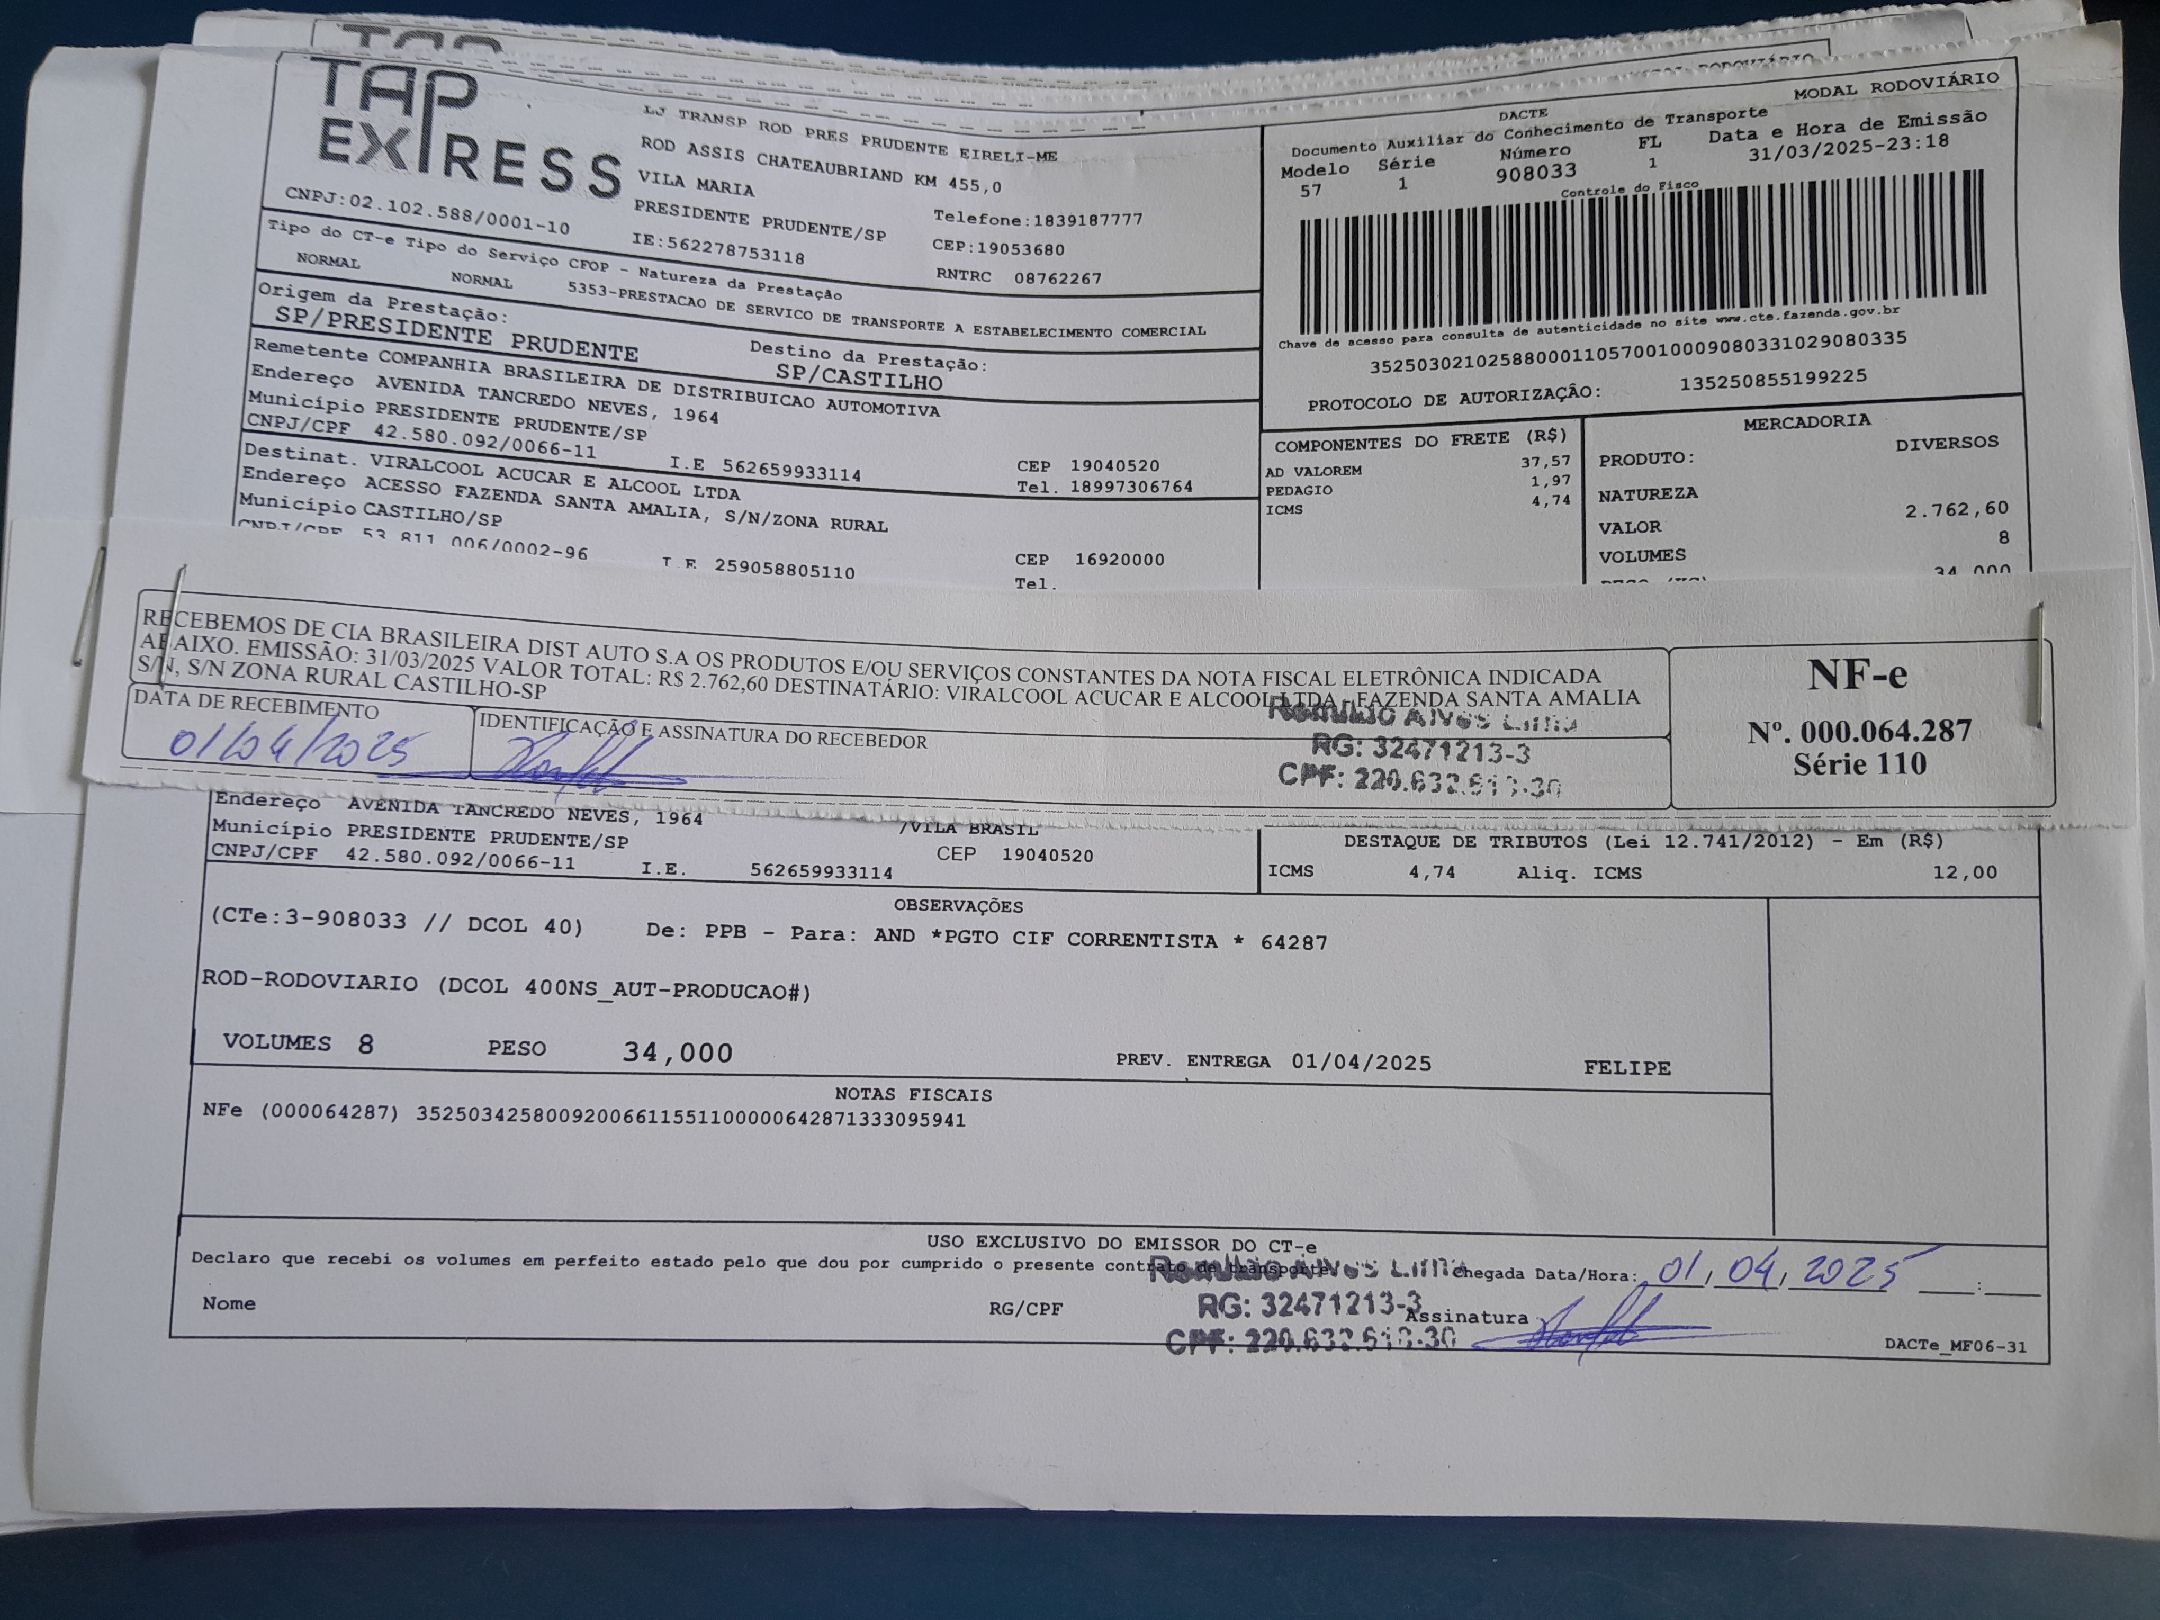 TAP
EXPRESS
CNPJ:02.102.588/0001-10
LJ TRANSP ROD PRES PRUDENTE EIRELI-ME
ROD ASSIS CHATEAUBRIAND KM 455,0
VILA MARIA
PRESIDENTE PRUDENTE/SP
IE:562278753118
Telefone:1839187777
CEP:19053680
RNTRC 08762267
MODAL RODOVIÁRIO
DACTE
Documento Auxiliar do Conhecimento de Transporte
Modelo Série Número FL Data e Hora de Emissão
57 1 908033 1 31/03/2025-23:18
Controle do Fisco
Chave de acesso para consulta de autenticidade no site www.cte.fazenda.gov.br
35250302102588000110570010009080331029080335
PROTOCOLO DE AUTORIZAÇÃO: 135250855199225
Tipo do CT-e Tipo do Serviço CFOP - Natureza da Prestação
NORMAL NORMAL 5353-PRESTACAO DE SERVICO DE TRANSPORTE A ESTABELECIMENTO COMERCIAL
Origem da Prestação:
SP/PRESIDENTE PRUDENTE
Destino da Prestação:
SP/CASTILHO
Remetente COMPANHIA BRASILEIRA DE DISTRIBUICAO AUTOMOTIVA
Endereço AVENIDA TANCREDO NEVES, 1964
Município PRESIDENTE PRUDENTE/SP
CNPJ/CPF 42.580.092/0066-11 I.E 562659933114
CEP 19040520
Tel. 18997306764
Destinat. VIRALCOOL ACUCAR E ALCOOL LTDA
Endereço ACESSO FAZENDA SANTA AMALIA, S/N/ZONA RURAL
Município CASTILHO/SP
CNPJ/CPF 53.811.006/0002-96 I.E 259058805110
CEP 16920000
Tel.
COMPONENTES DO FRETE (R$)
AD VALOREM 37,57
PEDAGIO 1,97
ICMS 4,74
MERCADORIA
PRODUTO: DIVERSOS
NATUREZA
VALOR 2.762,60
VOLUMES 8
34,000
RECEBEMOS DE CIA BRASILEIRA DIST AUTO S.A OS PRODUTOS E/OU SERVIÇOS CONSTANTES DA NOTA FISCAL ELETRÔNICA INDICADA
ABAIXO. EMISSÃO: 31/03/2025 VALOR TOTAL: R$ 2.762,60 DESTINATÁRIO: VIRALCOOL ACUCAR E ALCOOL LTDA - FAZENDA SANTA AMALIA
S/N, S/N ZONA RURAL CASTILHO-SP
DATA DE RECEBIMENTO
01/04/2025
IDENTIFICAÇÃO E ASSINATURA DO RECEBEDOR
Alves Lima
RG: 32471213-3
CPF:
NF-e
Nº. 000.064.287
Série 110
Endereço AVENIDA TANCREDO NEVES, 1964 /VILA BRASIL
Município PRESIDENTE PRUDENTE/SP CEP 19040520
CNPJ/CPF 42.580.092/0066-11 I.E. 562659933114
DESTAQUE DE TRIBUTOS (Lei 12.741/2012) - Em (R$)
ICMS 4,74 Aliq. ICMS 12,00
OBSERVAÇÕES
(CTe:3-908033 // DCOL 40) De: PPB - Para: AND *PGTO CIF CORRENTISTA * 64287
ROD-RODOVIARIO (DCOL 400NS_AUT-PRODUCAO#)
VOLUMES 8 PESO 34,000 PREV. ENTREGA 01/04/2025 FELIPE
NOTAS FISCAIS
NFe (000064287) 35250342580092006611551100000642871333095941
USO EXCLUSIVO DO EMISSOR DO CT-e
Declaro que recebi os volumes em perfeito estado pelo que dou por cumprido o presente contrato de transporte. Chegada Data/Hora: 01, 04, 2025 :
Alves Lima
Nome RG/CPF
RG: 32471213-3
Assinatura
CPF:
DACTe_MF06-31